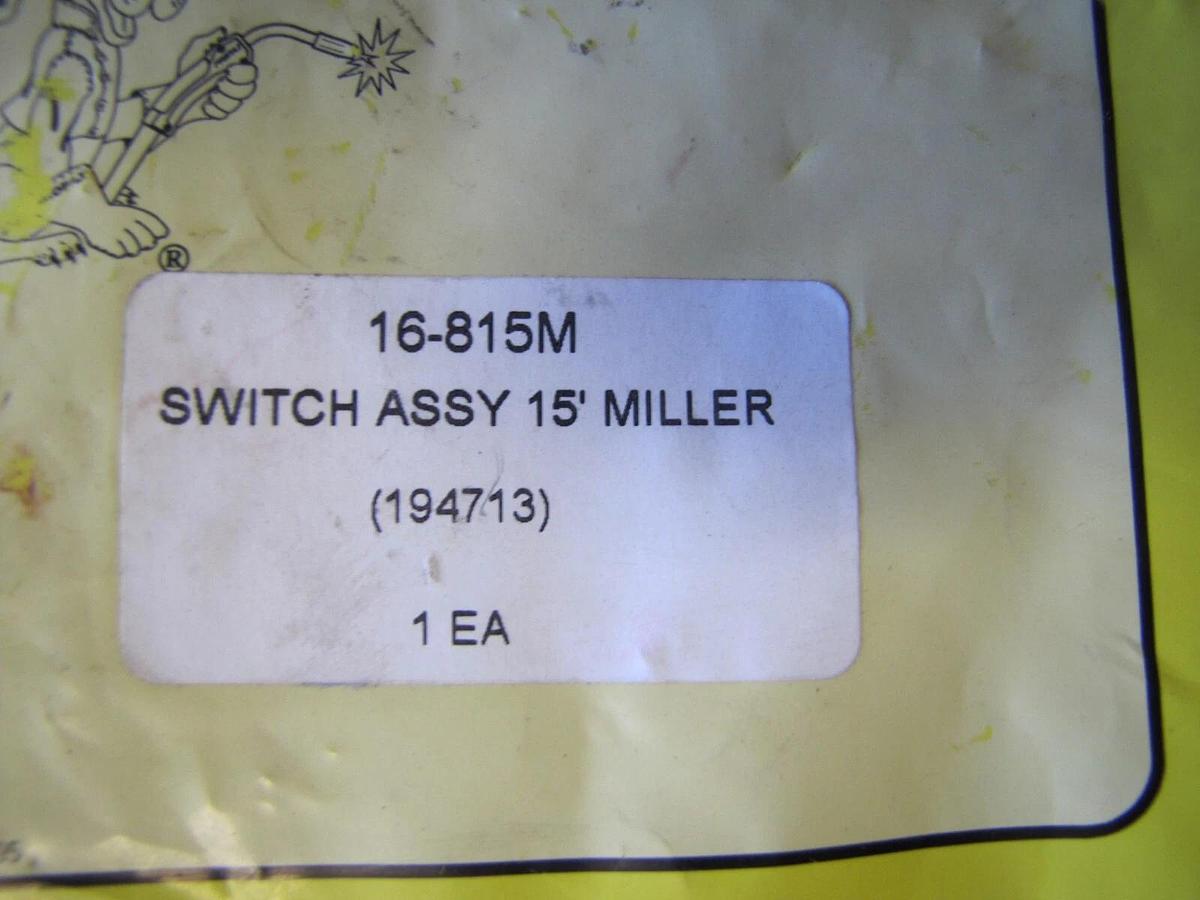 ®
16-815M
SWITCH ASSY 15' MILLER
(194713)
1 EA